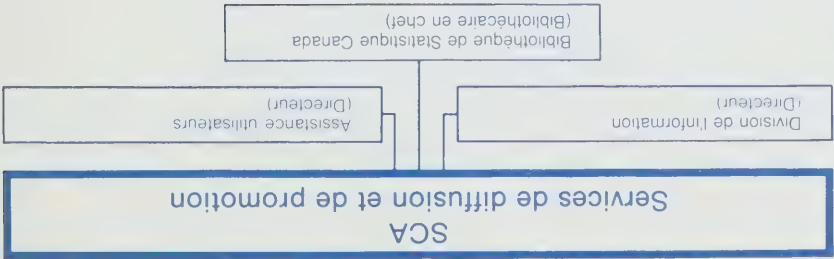 SCA
Services de diffusion et de promotion
Division de l'information
(Directeur)
Assistance utilisateurs
(Directeur)
Bibliothèque de Statistique Canada
(Bibliothécaire en chef)